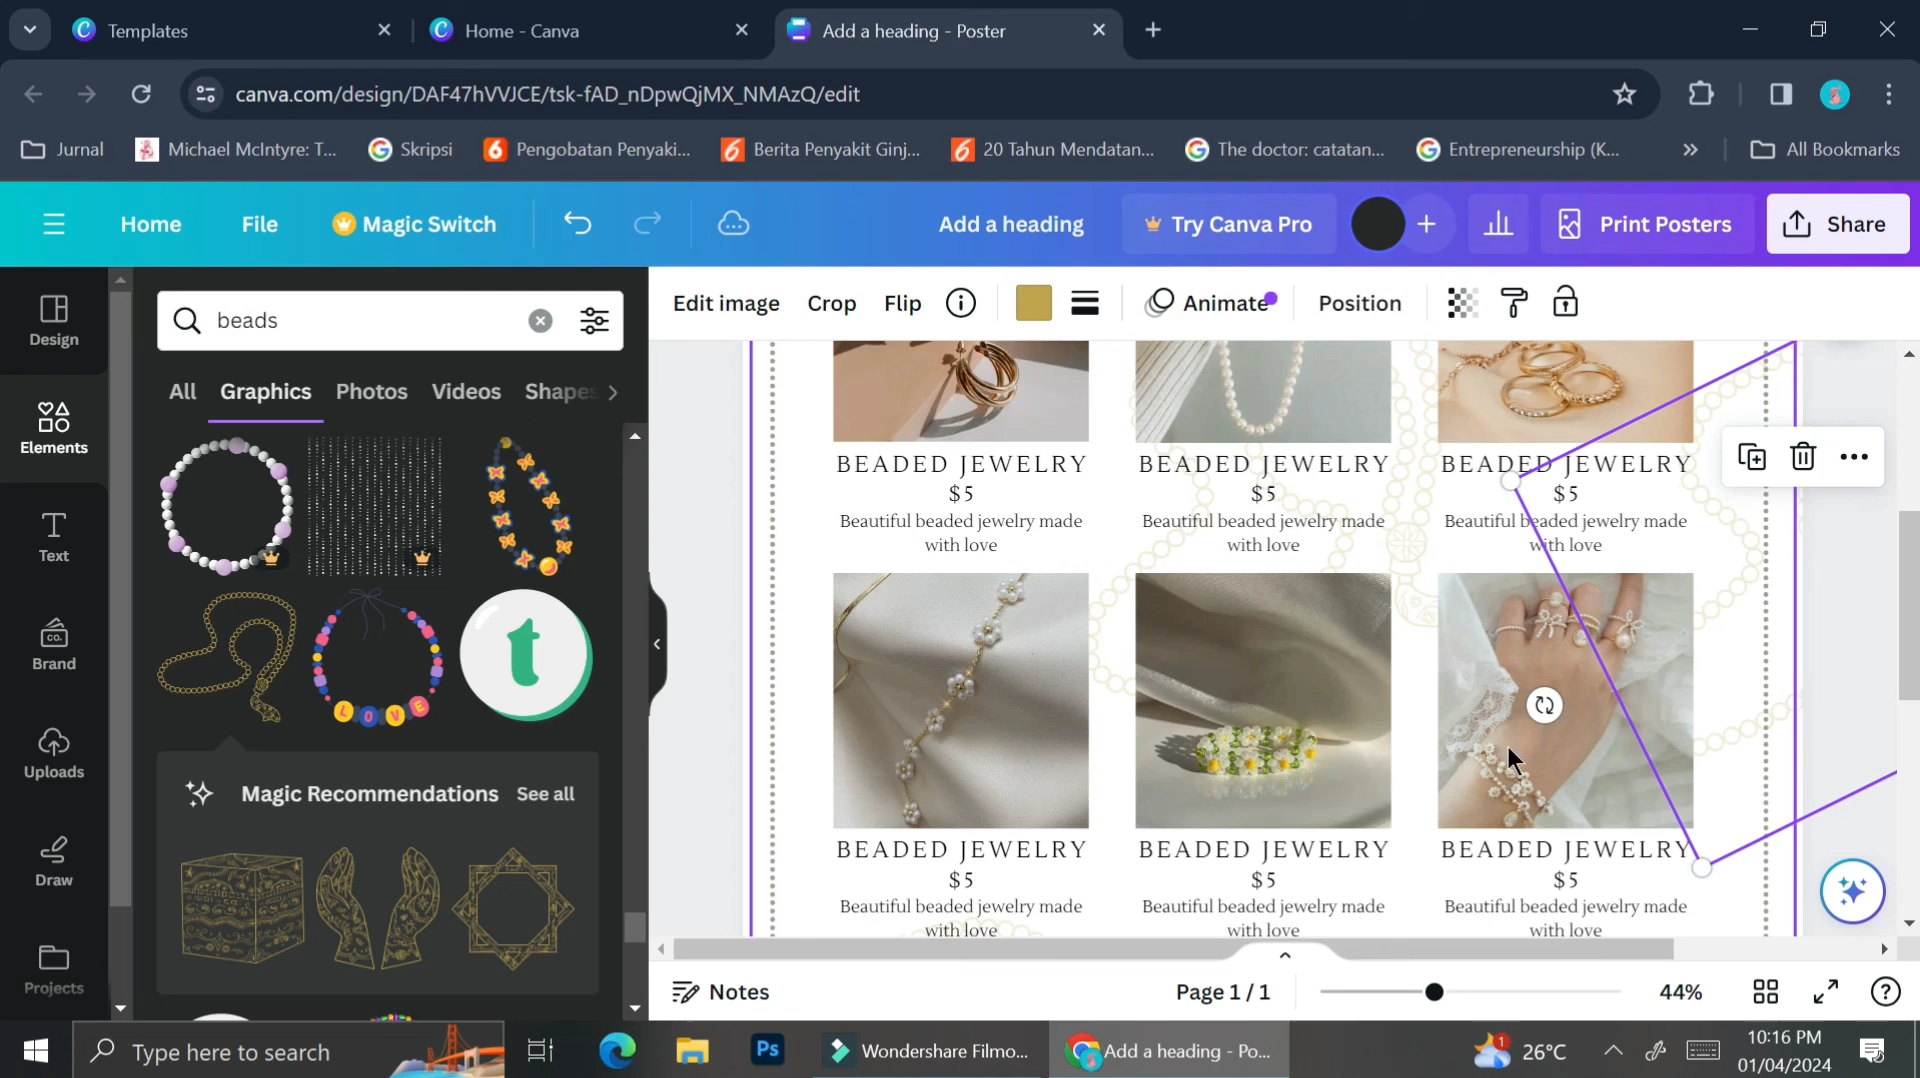 Templates
Home - Canva
Add a heading - Poster
canva.com/design/DAF47hVVJCE/tsk-fAD_nDpwQjMX_NMAzQ/edit
Jurnal
Michael McIntyre: T...
Skripsi
Pengobatan Penyaki...
Berita Penyakit Ginj...
20 Tahun Mendatan...
The doctor: catatan...
Entrepreneurship (K...
All Bookmarks
Home
File
Magic Switch
Add a heading
Try Canva Pro
Print Posters
Share
Design
Elements
Text
Brand
Uploads
Draw
Projects
beads
All
Graphics
Photos
Videos
Shapes
LOVE
t
Magic Recommendations
See all
Edit image
Crop
Flip
Animate
Position
BEADED JEWELRY
$5
Beautiful beaded jewelry made
with love
BEADED JEWELRY
$5
Beautiful beaded jewelry made
with love
BEADED JEWELRY
$5
Beautiful beaded jewelry made
with love
BEADED JEWELRY
$5
Beautiful beaded jewelry made
with love
BEADED JEWELRY
$5
Beautiful beaded jewelry made
with love
BEADED JEWELRY
$5
Beautiful beaded jewelry made
with love
Notes
Page 1 / 1
44%
Type here to search
Ps
Wondershare Filmo...
Add a heading - Po...
1
26°C
10:16 PM
01/04/2024